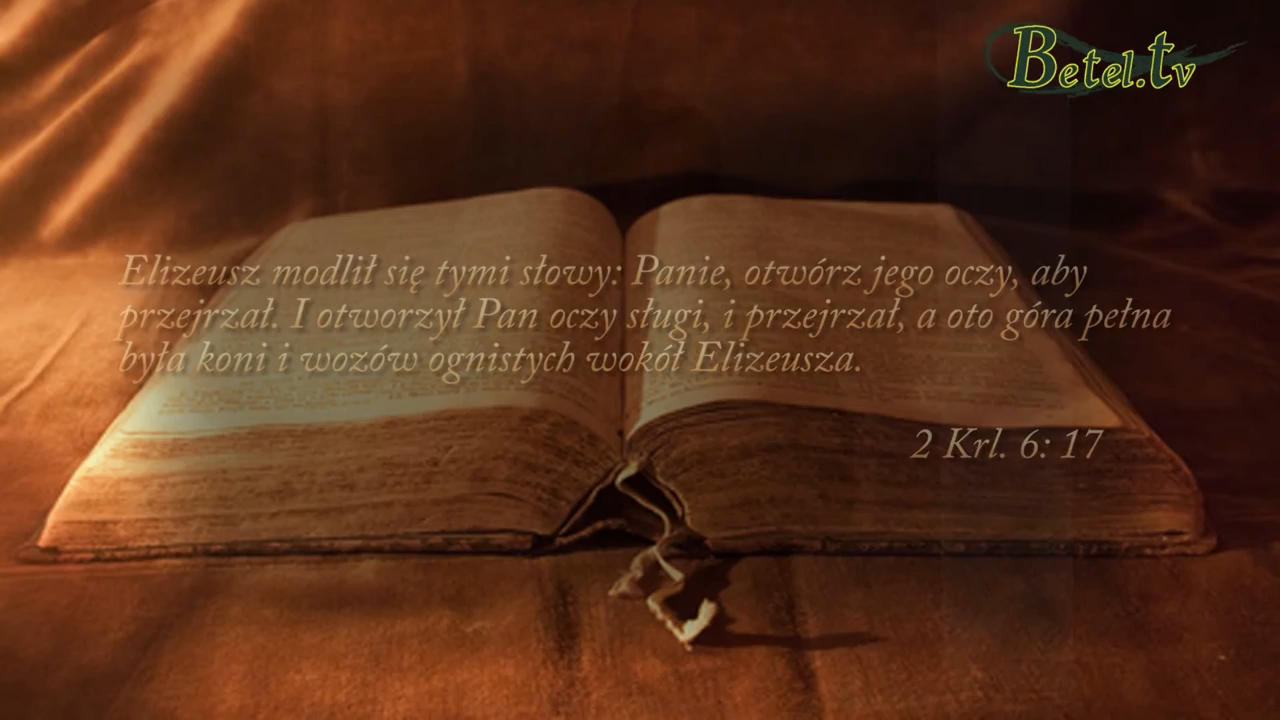 Betel.tv
Elizeusz modlił się tymi słowy: Panie, otwórz jego oczy, aby
przejrzał. I otworzył Pan oczy sługi, i przejrzał, a oto góra pełna
była koni i wozów ognistych wokół Elizeusza.
2 Krl. 6: 17